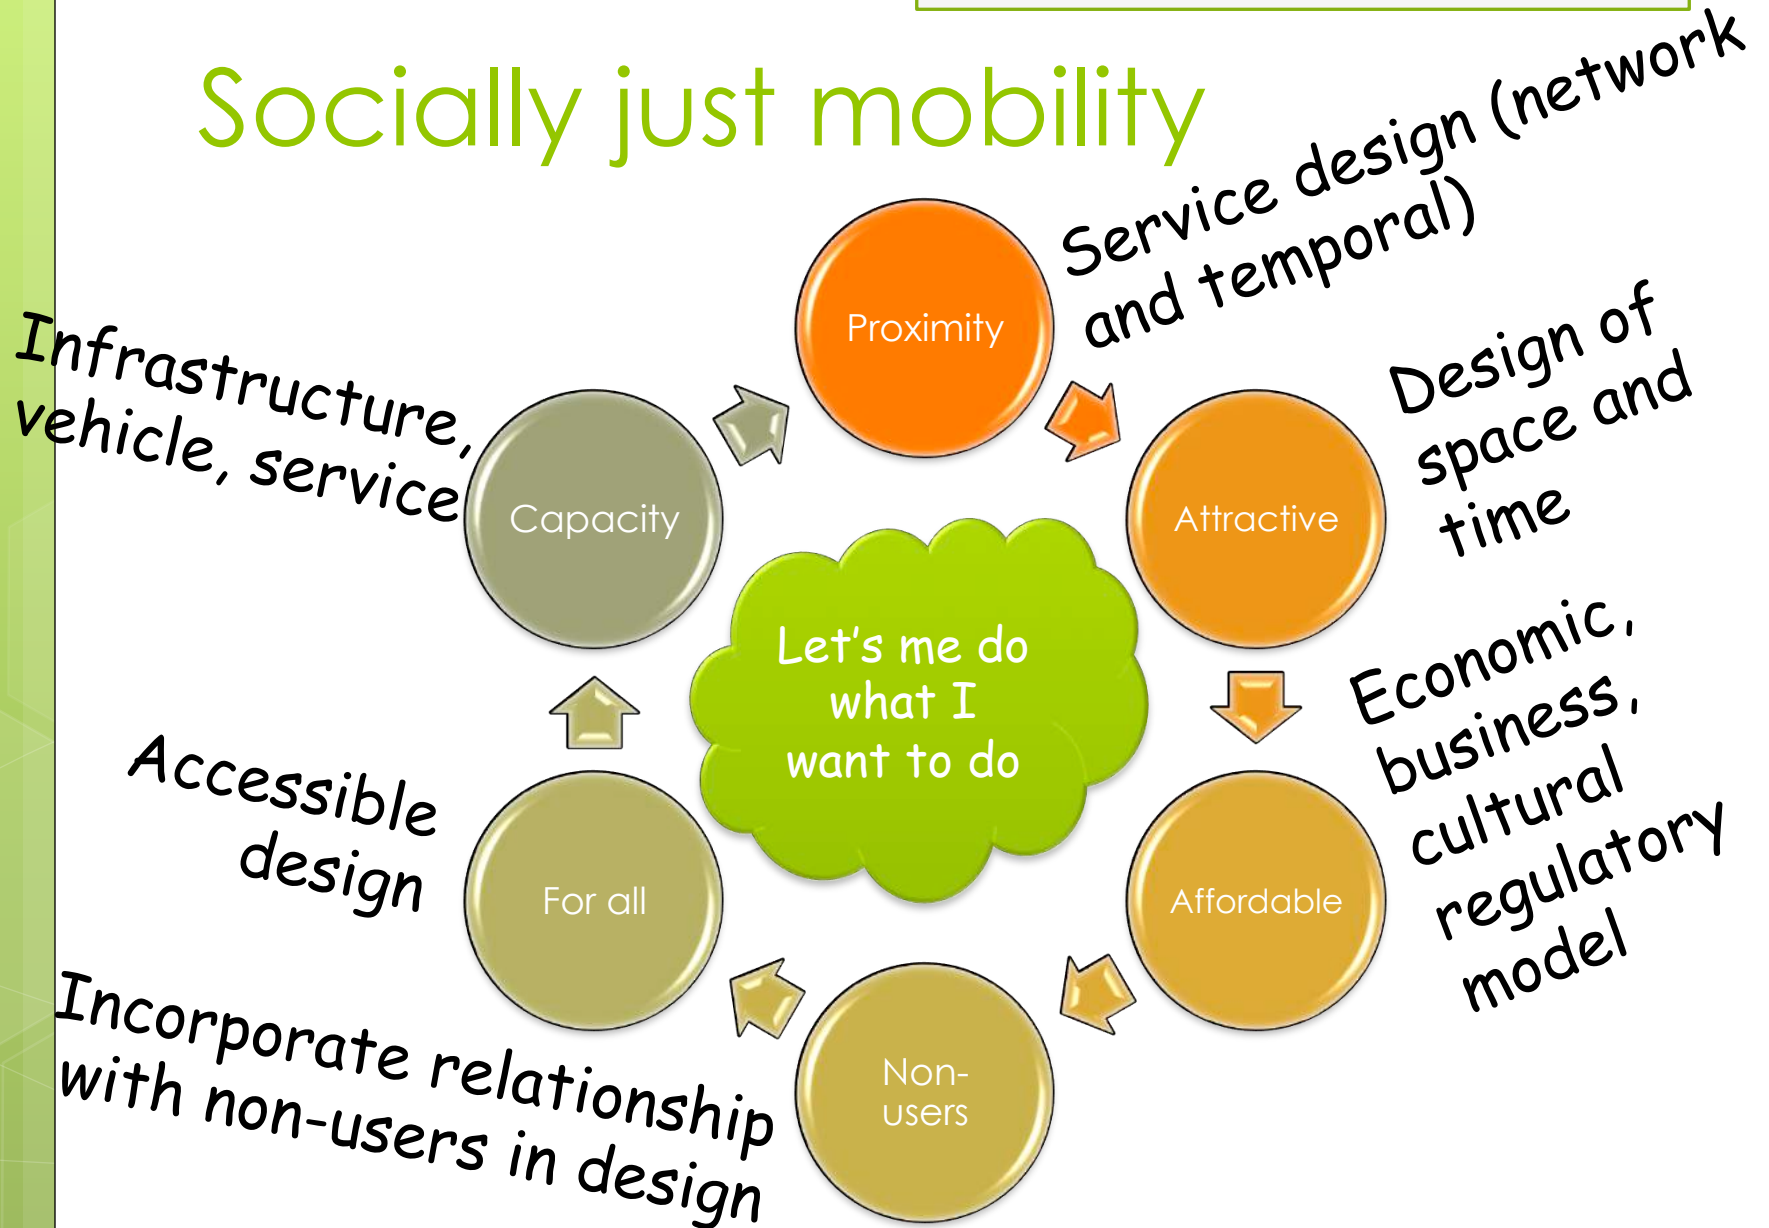 Socially just mobility
Service design (network
and temporal)
Proximity
Design of
space and
time
Attractive
Economic,
business,
cultural
regulatory
model
Affordable
Non-
users
Incorporate relationship
with non-users in design
For all
Accessible
design
Capacity
Infrastructure,
vehicle, service
Let's me do
what I
want to do